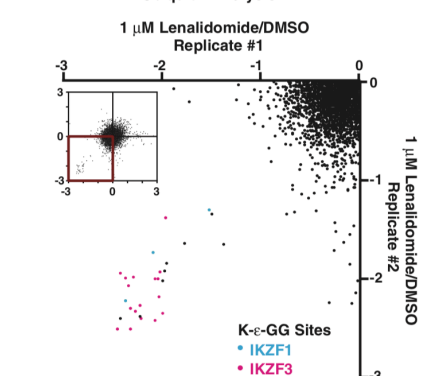 1 µM Lenalidomide/DMSO
Replicate #1
-3
-2
-1
0
3
0
-3
-3
0
3
0
-1
-2
1 µM Lenalidomide/DMSO
Replicate #2
K-ε-GG Sites
IKZF1
IKZF3